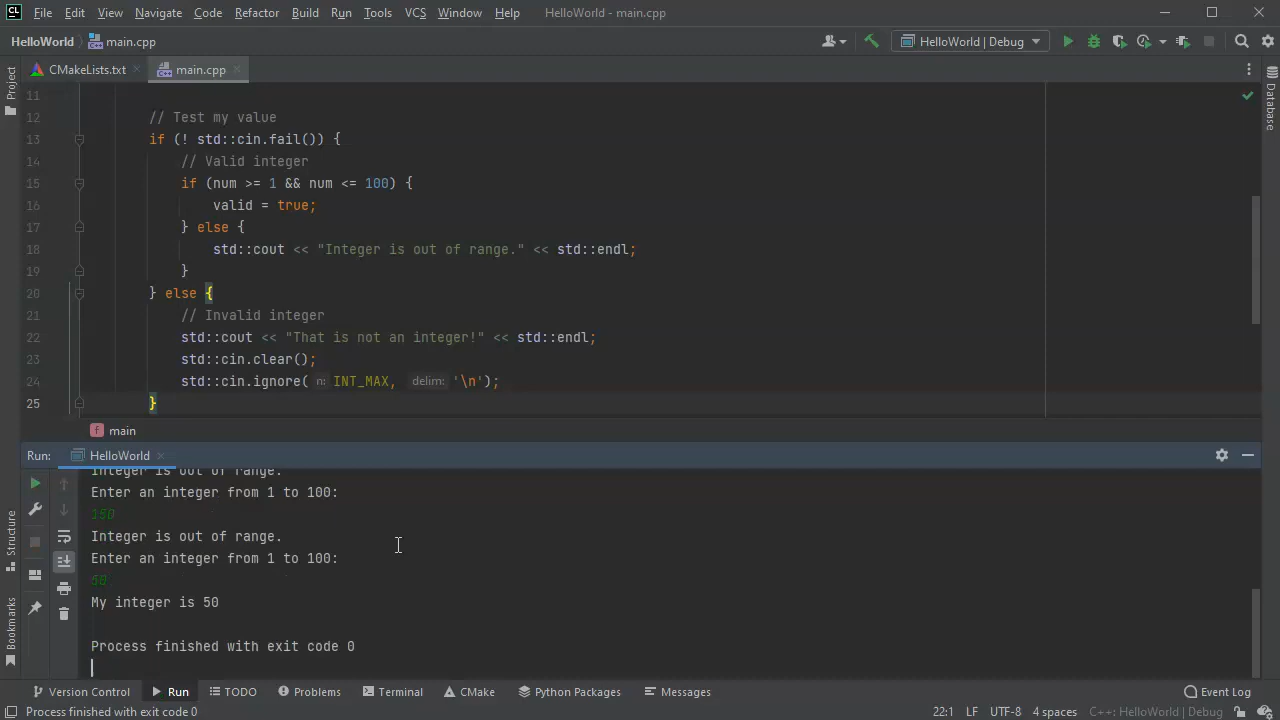 CL File Edit View Navigate Code Refactor Build Run Tools VCS Window Help HelloWorld - main.cpp
HelloWorld main.cpp HelloWorld | Debug
Project CMakeLists.txt main.cpp Database
11
12 // Test my value
13 if (! std::cin.fail()) {
14 // Valid integer
15 if (num >= 1 && num <= 100) {
16 valid = true;
17 } else {
18 std::cout << "Integer is out of range." << std::endl;
19 }
20 } else {
21 // Invalid integer
22 std::cout << "That is not an integer!" << std::endl;
23 std::cin.clear();
24 std::cin.ignore( n: INT_MAX, delim: '\n');
25 }
f main
Run: HelloWorld
Integer is out of range.
Enter an integer from 1 to 100:
150
Integer is out of range.
Enter an integer from 1 to 100:
50
My integer is 50
Process finished with exit code 0
Structure
Bookmarks
Version Control Run TODO Problems Terminal CMake Python Packages Messages Event Log
Process finished with exit code 0 22:1 LF UTF-8 4 spaces C++: HelloWorld | Debug